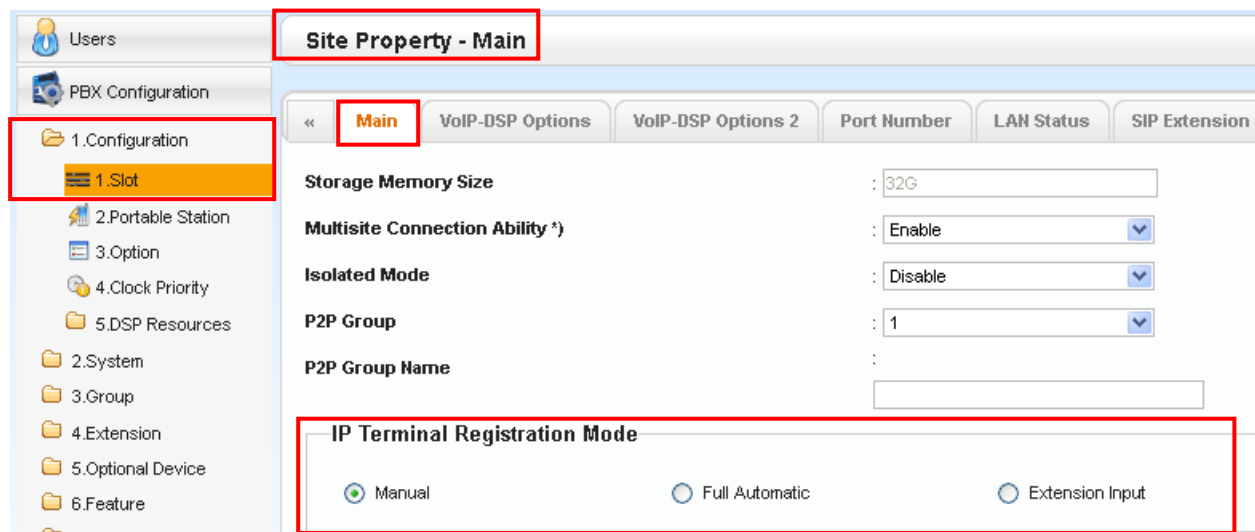 Users
PBX Configuration
1.Configuration
1.Slot
2.Portable Station
3.Option
4.Clock Priority
5.DSP Resources
2.System
3.Group
4.Extension
5.Optional Device
6.Feature
Site Property - Main
« Main VoIP-DSP Options VoIP-DSP Options 2 Port Number LAN Status SIP Extension
Storage Memory Size : 32G
Multisite Connection Ability *) : Enable
Isolated Mode : Disable
P2P Group : 1
P2P Group Name :
IP Terminal Registration Mode
Manual Full Automatic Extension Input